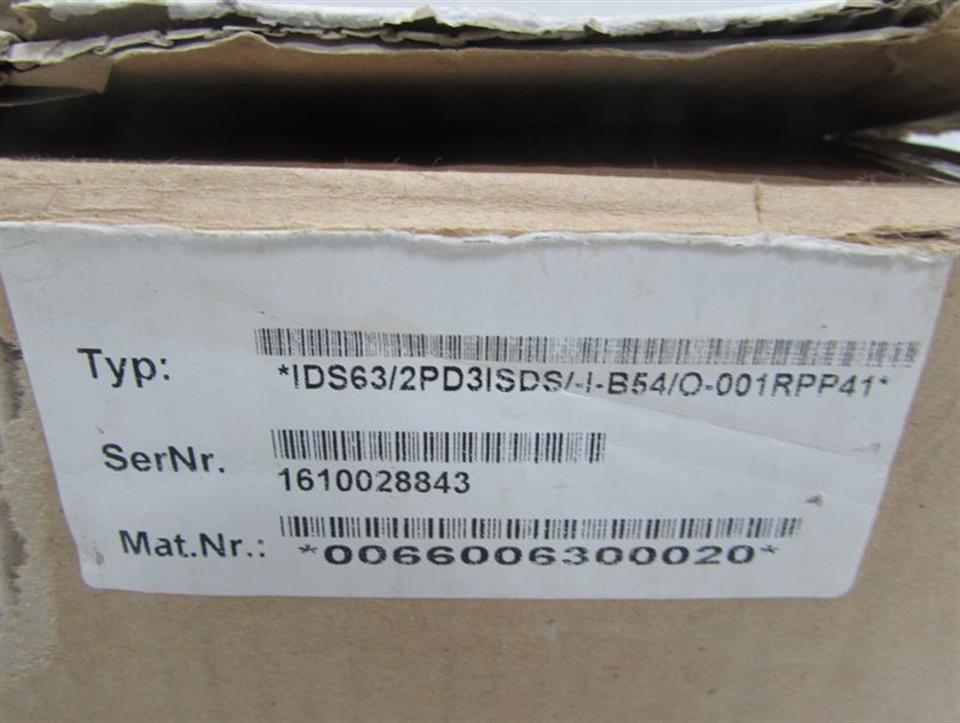 Typ: *IDS63/2PD3ISDS/-I-B54/O-001RPP41*
SerNr. 1610028843
Mat.Nr.: *0066006300020*